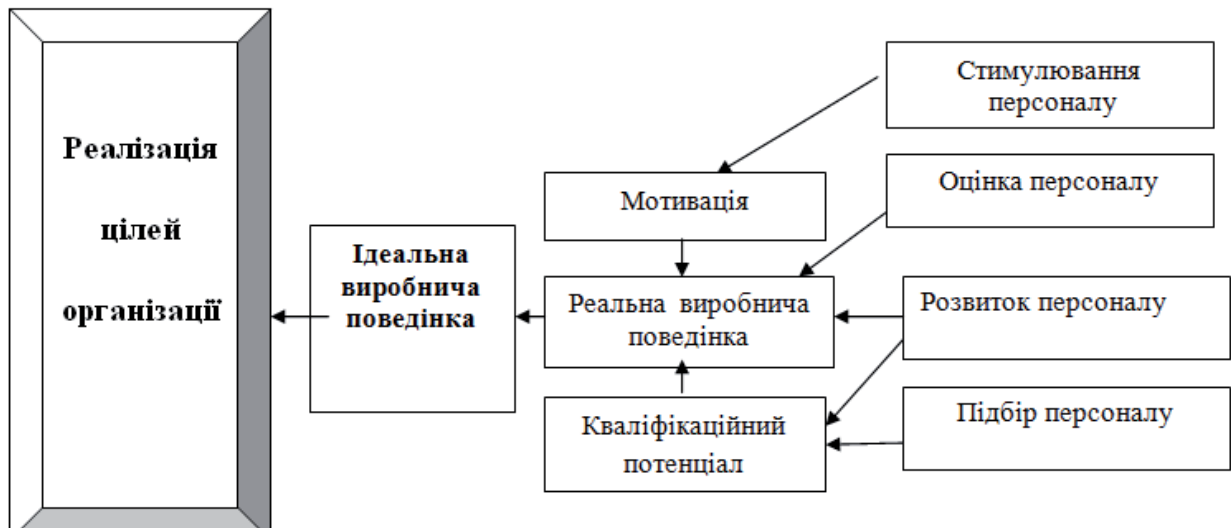 Реалізація
цілей
організації
Ідеальна
виробнича
поведінка
Мотивація
Реальна виробнича
поведінка
Кваліфікаційний
потенціал
Стимулювання
персоналу
Оцінка персоналу
Розвиток персоналу
Підбір персоналу